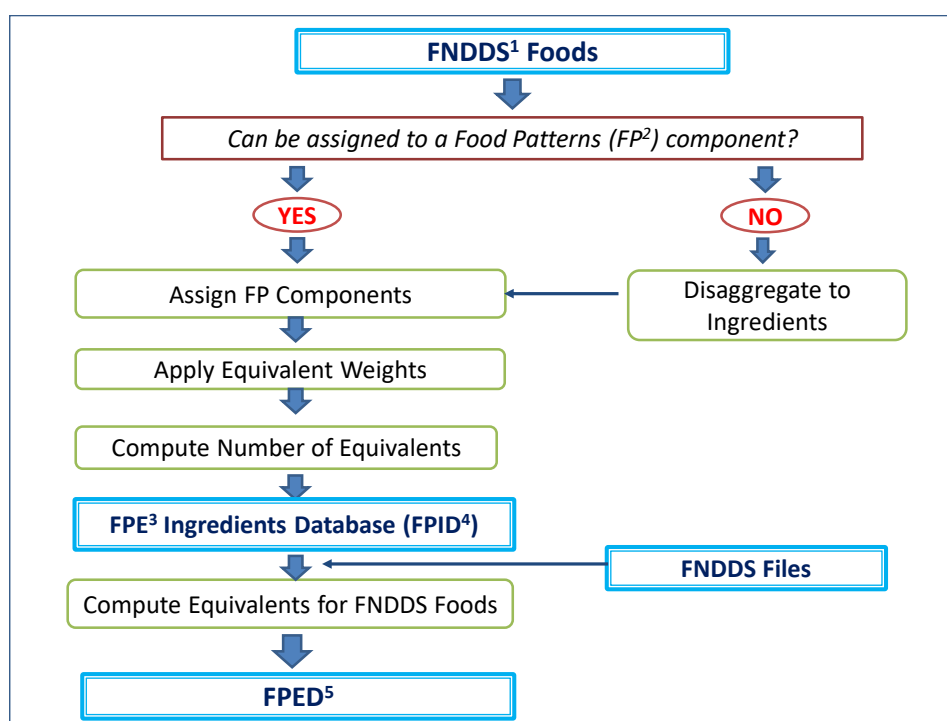 FNDDS¹ Foods
Can be assigned to a Food Patterns (FP²) component?
YES
NO
Assign FP Components
Disaggregate to
Ingredients
Apply Equivalent Weights
Compute Number of Equivalents
FPE³ Ingredients Database (FPID⁴)
FNDDS Files
Compute Equivalents for FNDDS Foods
FPED⁵